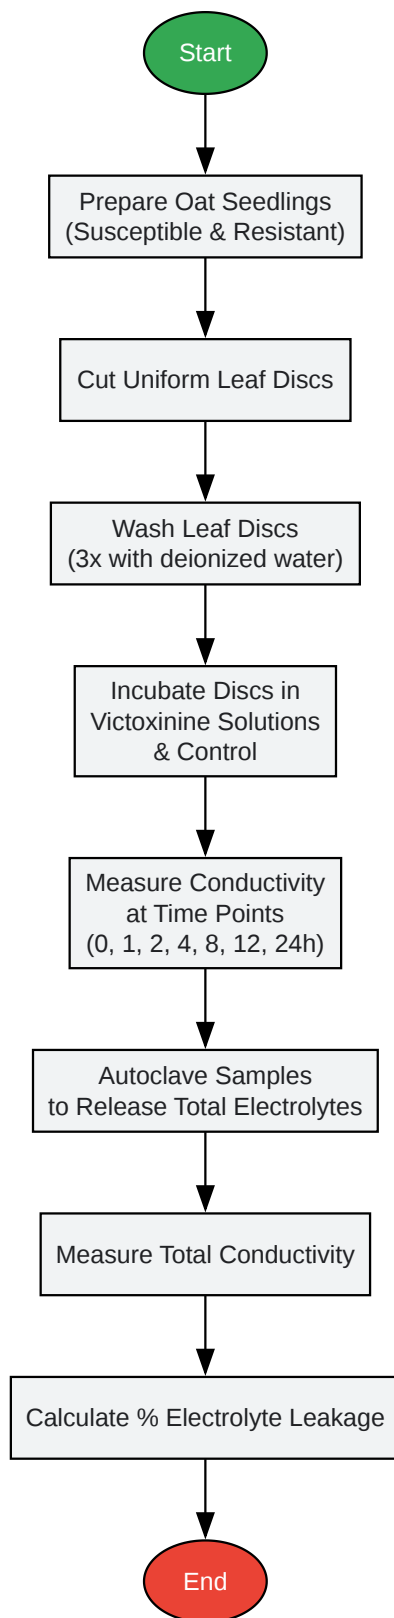 Start
Prepare Oat Seedlings
(Susceptible & Resistant)
Cut Uniform Leaf Discs
Wash Leaf Discs
(3x with deionized water)
Incubate Discs in
Victoxinine Solutions
& Control
Measure Conductivity
at Time Points
(0, 1, 2, 4, 8, 12, 24h)
Autoclave Samples
to Release Total Electrolytes
Measure Total Conductivity
Calculate % Electrolyte Leakage
End